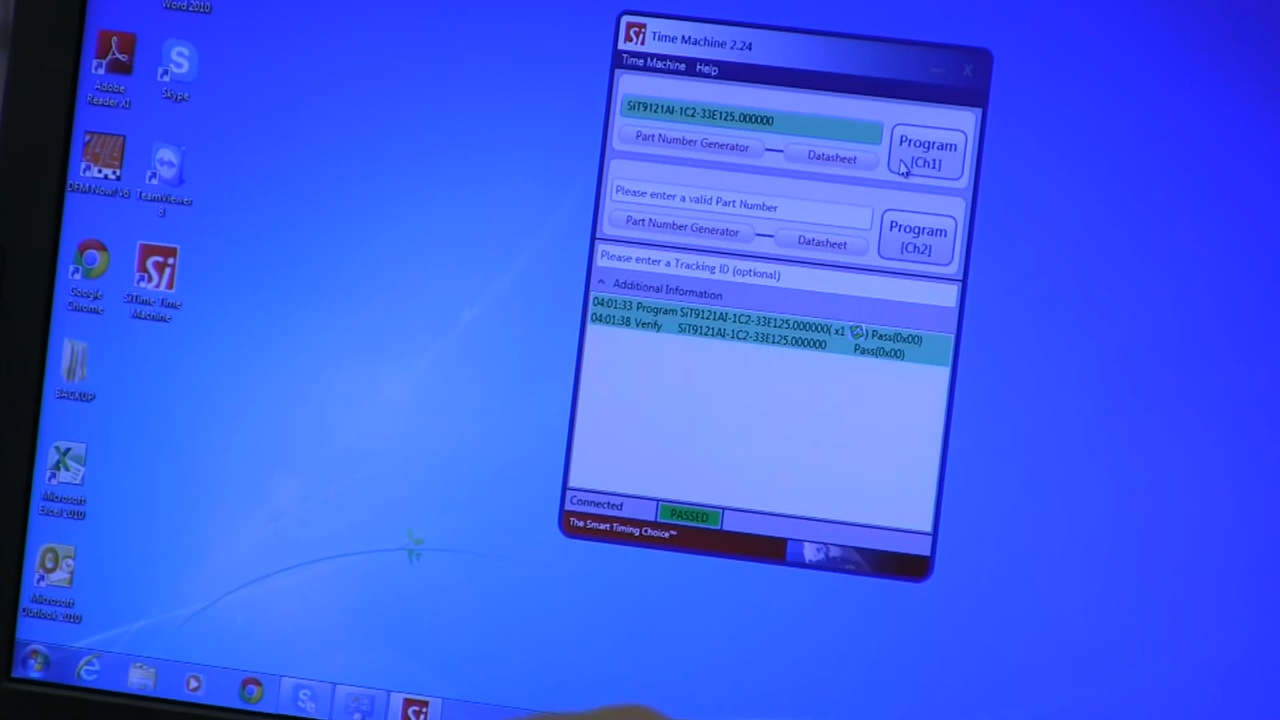 Word 2010
Adobe
Reader XI
Skype
DFM Now! V6
TeamViewer
8
Google
Chrome
SiTime Time
Machine
BACKUP
Microsoft
Excel 2010
Microsoft
Outlook 2010
Si Time Machine 2.24
Time Machine Help
SiT9121AI-1C2-33E125.000000
Part Number Generator
Datasheet
Program
[Ch1]
Please enter a valid Part Number
Part Number Generator
Datasheet
Program
[Ch2]
Please enter a Tracking ID (optional)
Additional Information
04:01:33 Program SiT9121AI-1C2-33E125.000000( x1 ) Pass(0x00)
04:01:38 Verify SiT9121AI-1C2-33E125.000000 Pass(0x00)
Connected
PASSED
The Smart Timing Choice™